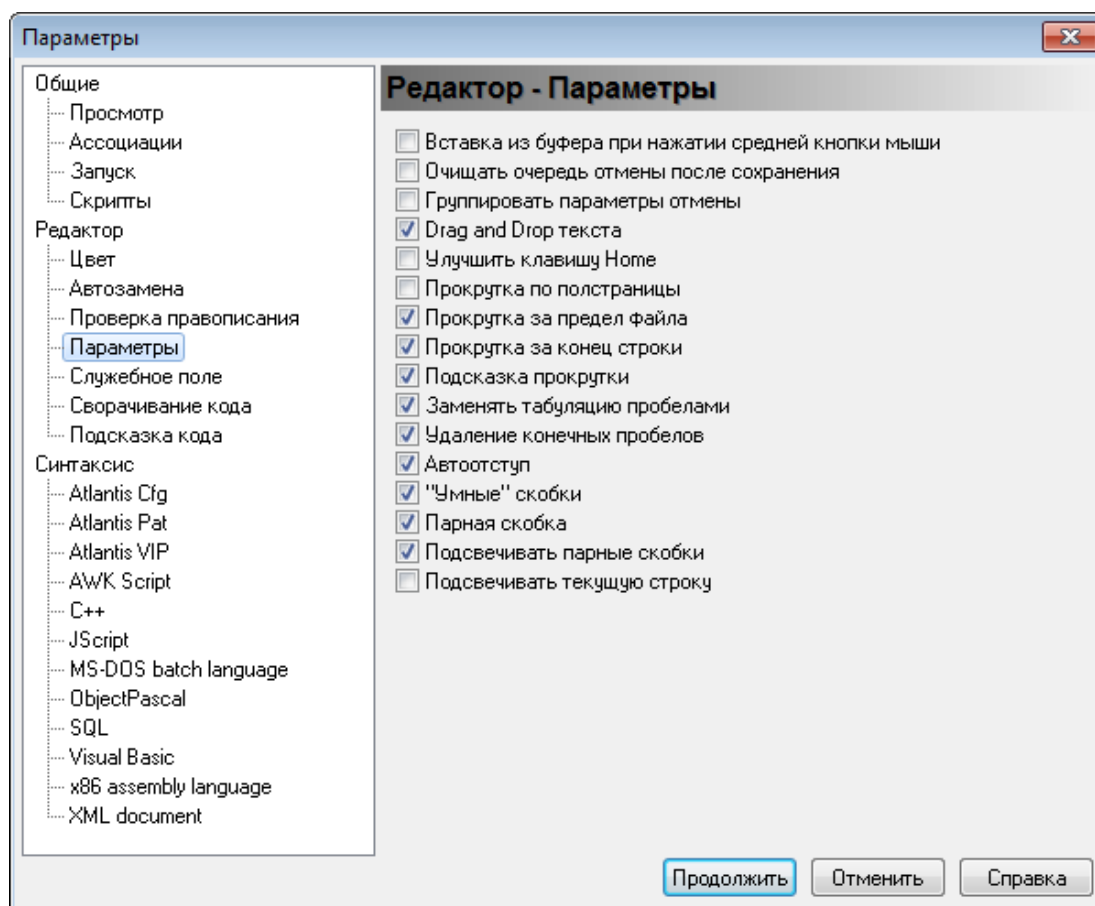 Параметры
Общие
Просмотр
Ассоциации
Запуск
Скрипты
Редактор
Цвет
Автозамена
Проверка правописания
Параметры
Служебное поле
Сворачивание кода
Подсказка кода
Синтаксис
Atlantis Cfg
Atlantis Pat
Atlantis VIP
AWK Script
C++
JScript
MS-DOS batch language
ObjectPascal
SQL
Visual Basic
x86 assembly language
XML document
Редактор - Параметры
Вставка из буфера при нажатии средней кнопки мыши
Очищать очередь отмены после сохранения
Группировать параметры отмены
Drag and Drop текста
Улучшить клавишу Home
Прокрутка по полстраницы
Прокрутка за предел файла
Прокрутка за конец строки
Подсказка прокрутки
Заменять табуляцию пробелами
Удаление конечных пробелов
Автоотступ
"Умные" скобки
Парная скобка
Подсвечивать парные скобки
Подсвечивать текущую строку
Продолжить
Отменить
Справка